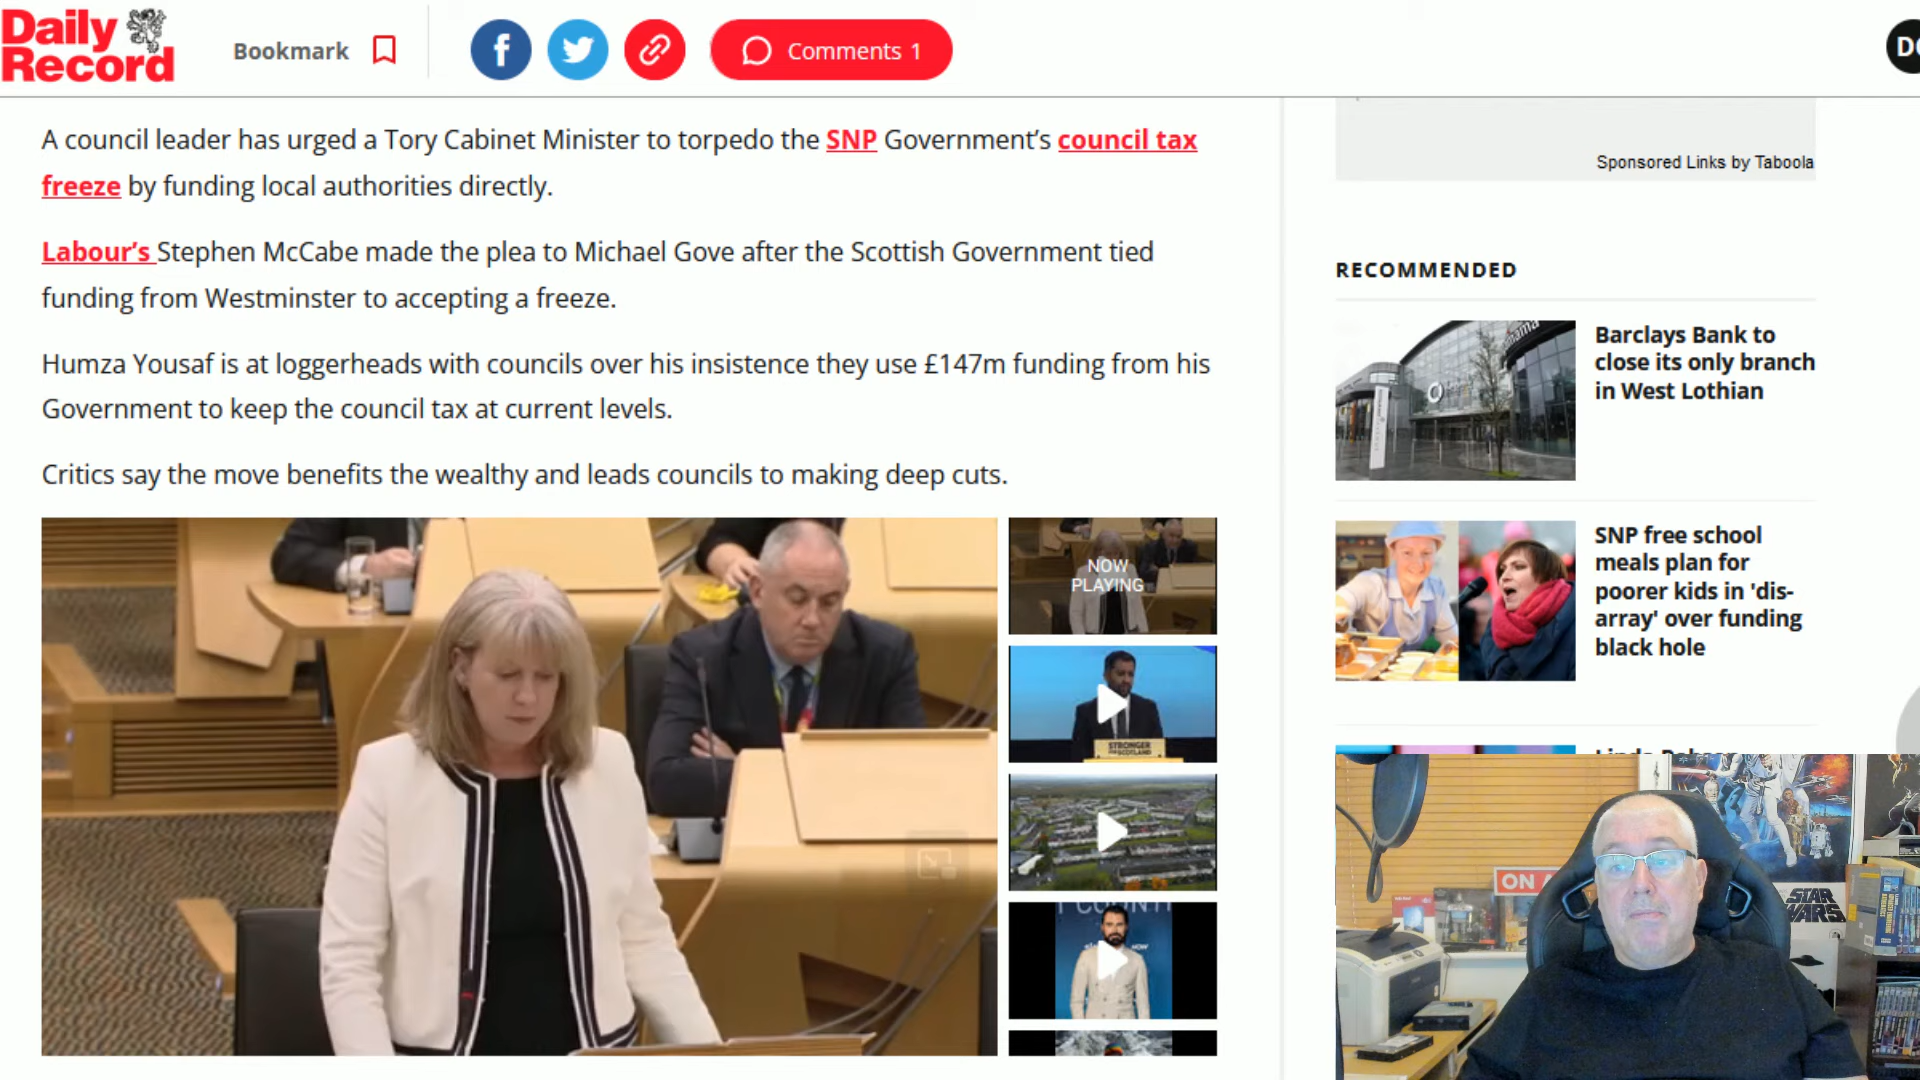 Daily
Record
Bookmark
Comments 1
A council leader has urged a Tory Cabinet Minister to torpedo the SNP Government's council tax
freeze by funding local authorities directly.
Labour's Stephen McCabe made the plea to Michael Gove after the Scottish Government tied
funding from Westminster to accepting a freeze.
Humza Yousaf is at loggerheads with councils over his insistence they use £147m funding from his
Government to keep the council tax at current levels.
Critics say the move benefits the wealthy and leads councils to making deep cuts.
NOW
PLAYING
STRONGER
FOR SCOTLAND
Sponsored Links by Taboola
RECOMMENDED
Barclays Bank to
close its only branch
in West Lothian
SNP free school
meals plan for
poorer kids in 'dis-
array' over funding
black hole
ON
STAR
WARS